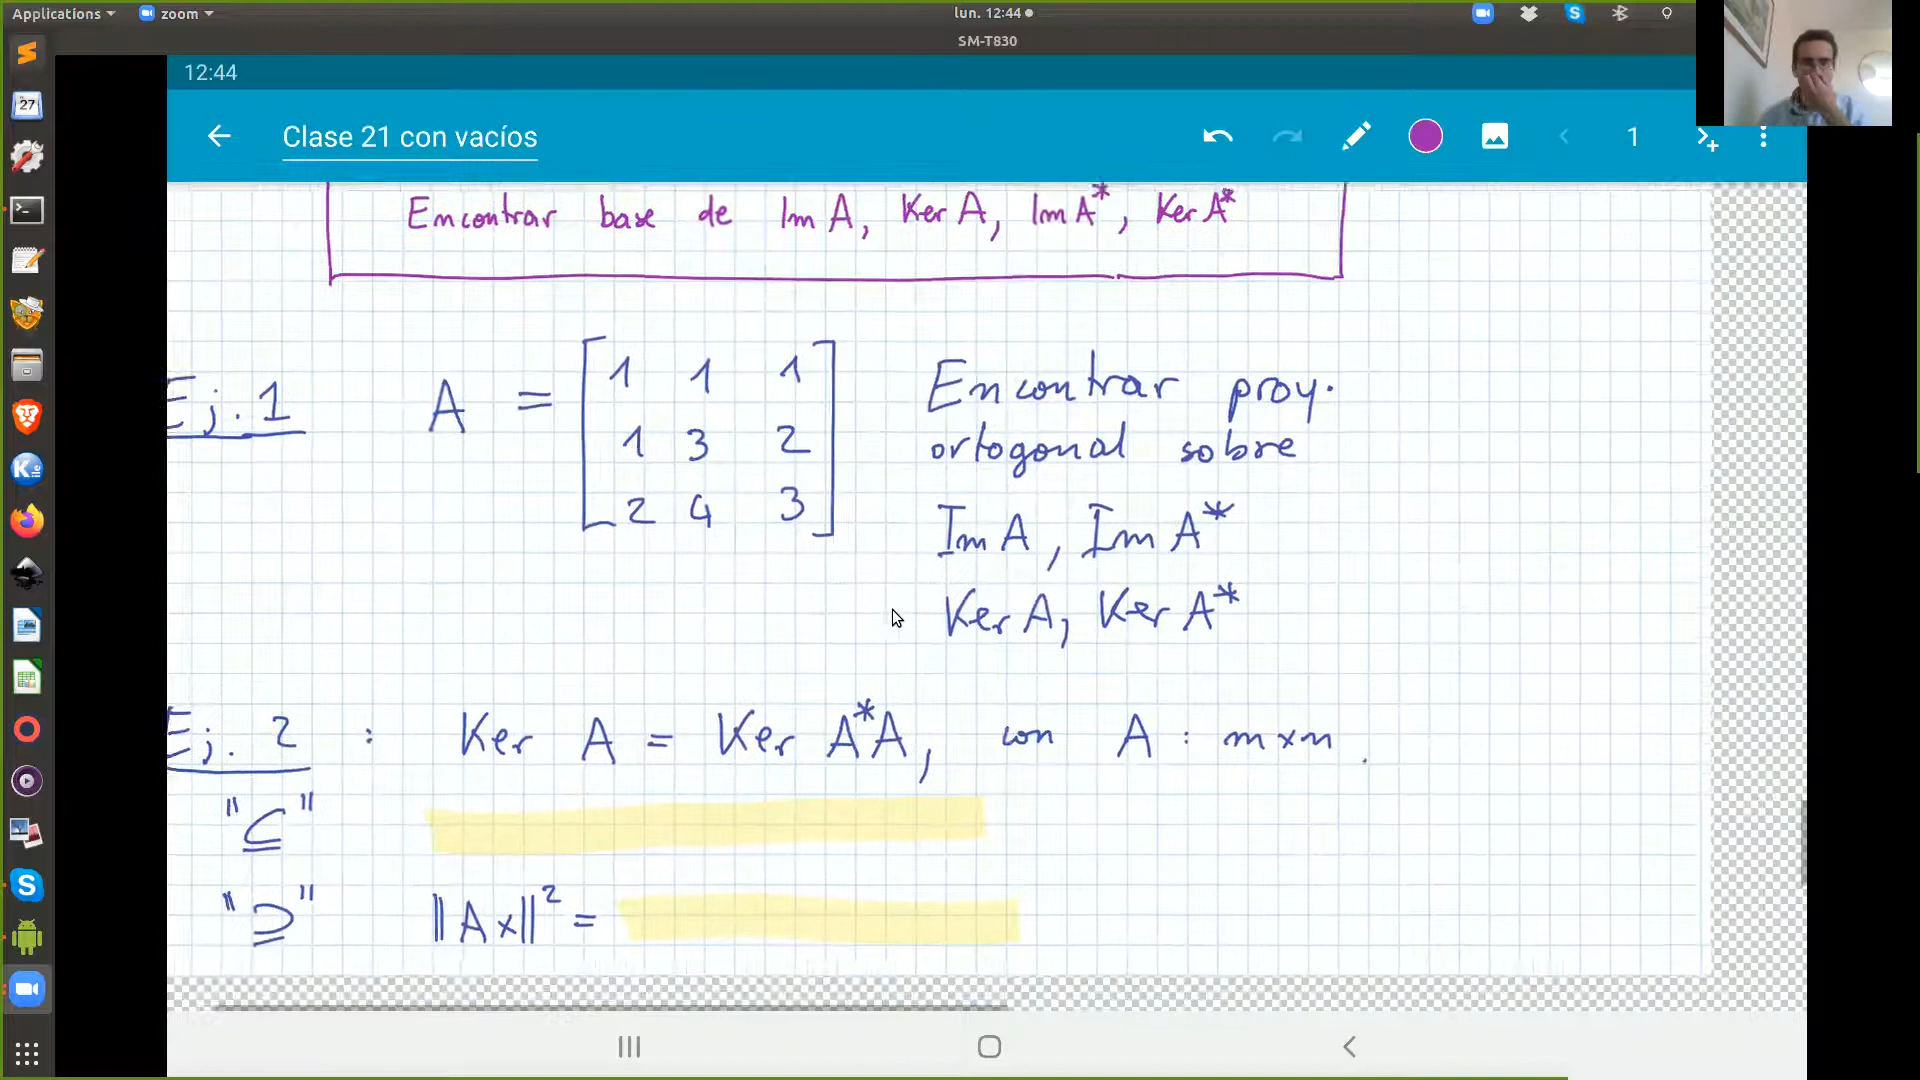 Applications zoom lun. 12:44
SM-T830
12:44
27
Clase 21 con vacíos 1
Encontrar base de Im A, Ker A, Im A*, Ker A*
Ej. 1 A = [1 1 1
1 3 2
2 4 3]
Encontrar proy.
ortogonal sobre
Im A, Im A*
Ker A, Ker A*
Ej. 2 : Ker A = Ker A*A, con A : m×n.
"⊆"
"⊇" ||Ax||² =